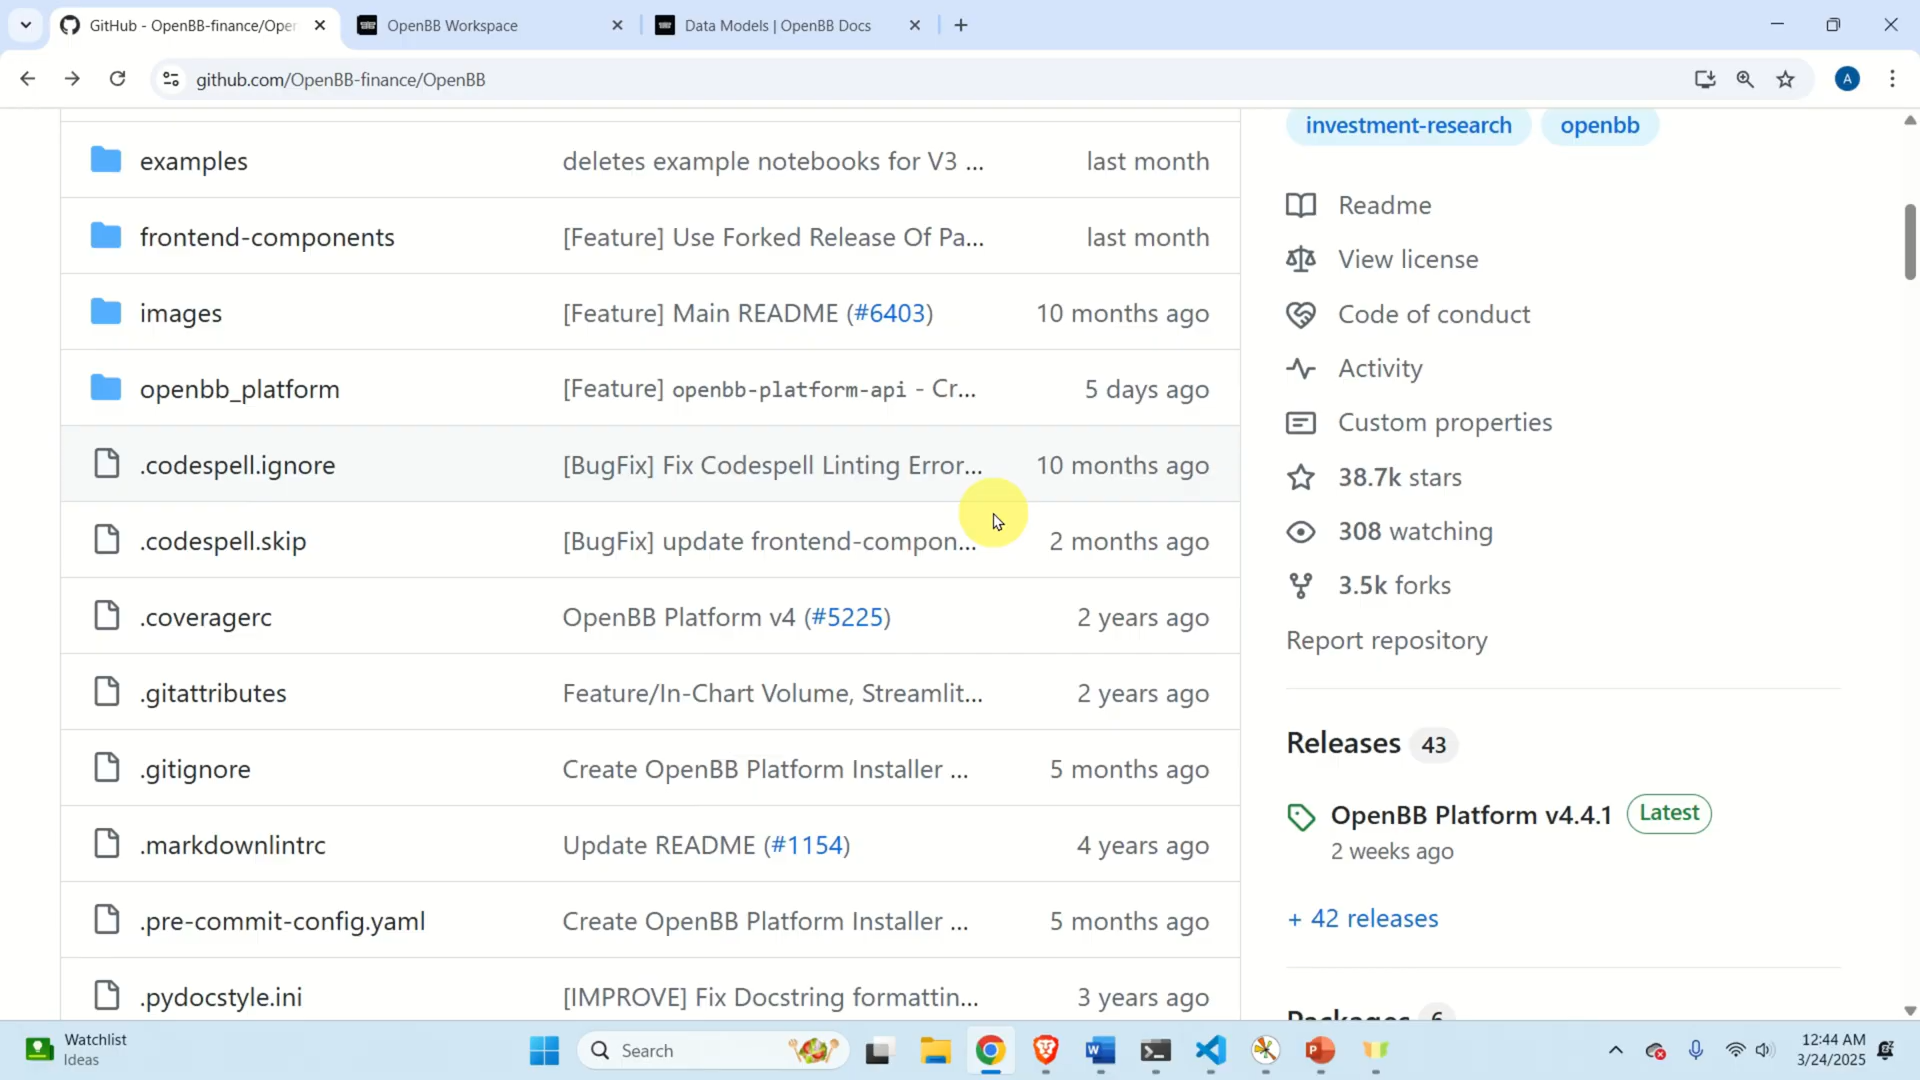 GitHub - OpenBB-finance/Oper
OpenBB Workspace
Data Models | OpenBB Docs
github.com/OpenBB-finance/OpenBB
A
investment-research
openbb
examples
deletes example notebooks for V3 ...
last month
Readme
frontend-components
[Feature] Use Forked Release Of Pa...
last month
View license
images
[Feature] Main README (#6403)
10 months ago
Code of conduct
openbb_platform
[Feature] openbb-platform-api - Cr...
5 days ago
Activity
Custom properties
.codespell.ignore
[BugFix] Fix Codespell Linting Error...
10 months ago
38.7k stars
.codespell.skip
[BugFix] update frontend-compon...
2 months ago
308 watching
.coveragerc
OpenBB Platform v4 (#5225)
2 years ago
3.5k forks
Report repository
.gitattributes
Feature/In-Chart Volume, Streamlit...
2 years ago
Releases 43
.gitignore
Create OpenBB Platform Installer ...
5 months ago
OpenBB Platform v4.4.1
Latest
2 weeks ago
.markdownlintrc
Update README (#1154)
4 years ago
.pre-commit-config.yaml
Create OpenBB Platform Installer ...
5 months ago
+ 42 releases
.pydocstyle.ini
[IMPROVE] Fix Docstring formattin...
3 years ago
Packages 6
Watchlist
Ideas
Search
12:44 AM
3/24/2025